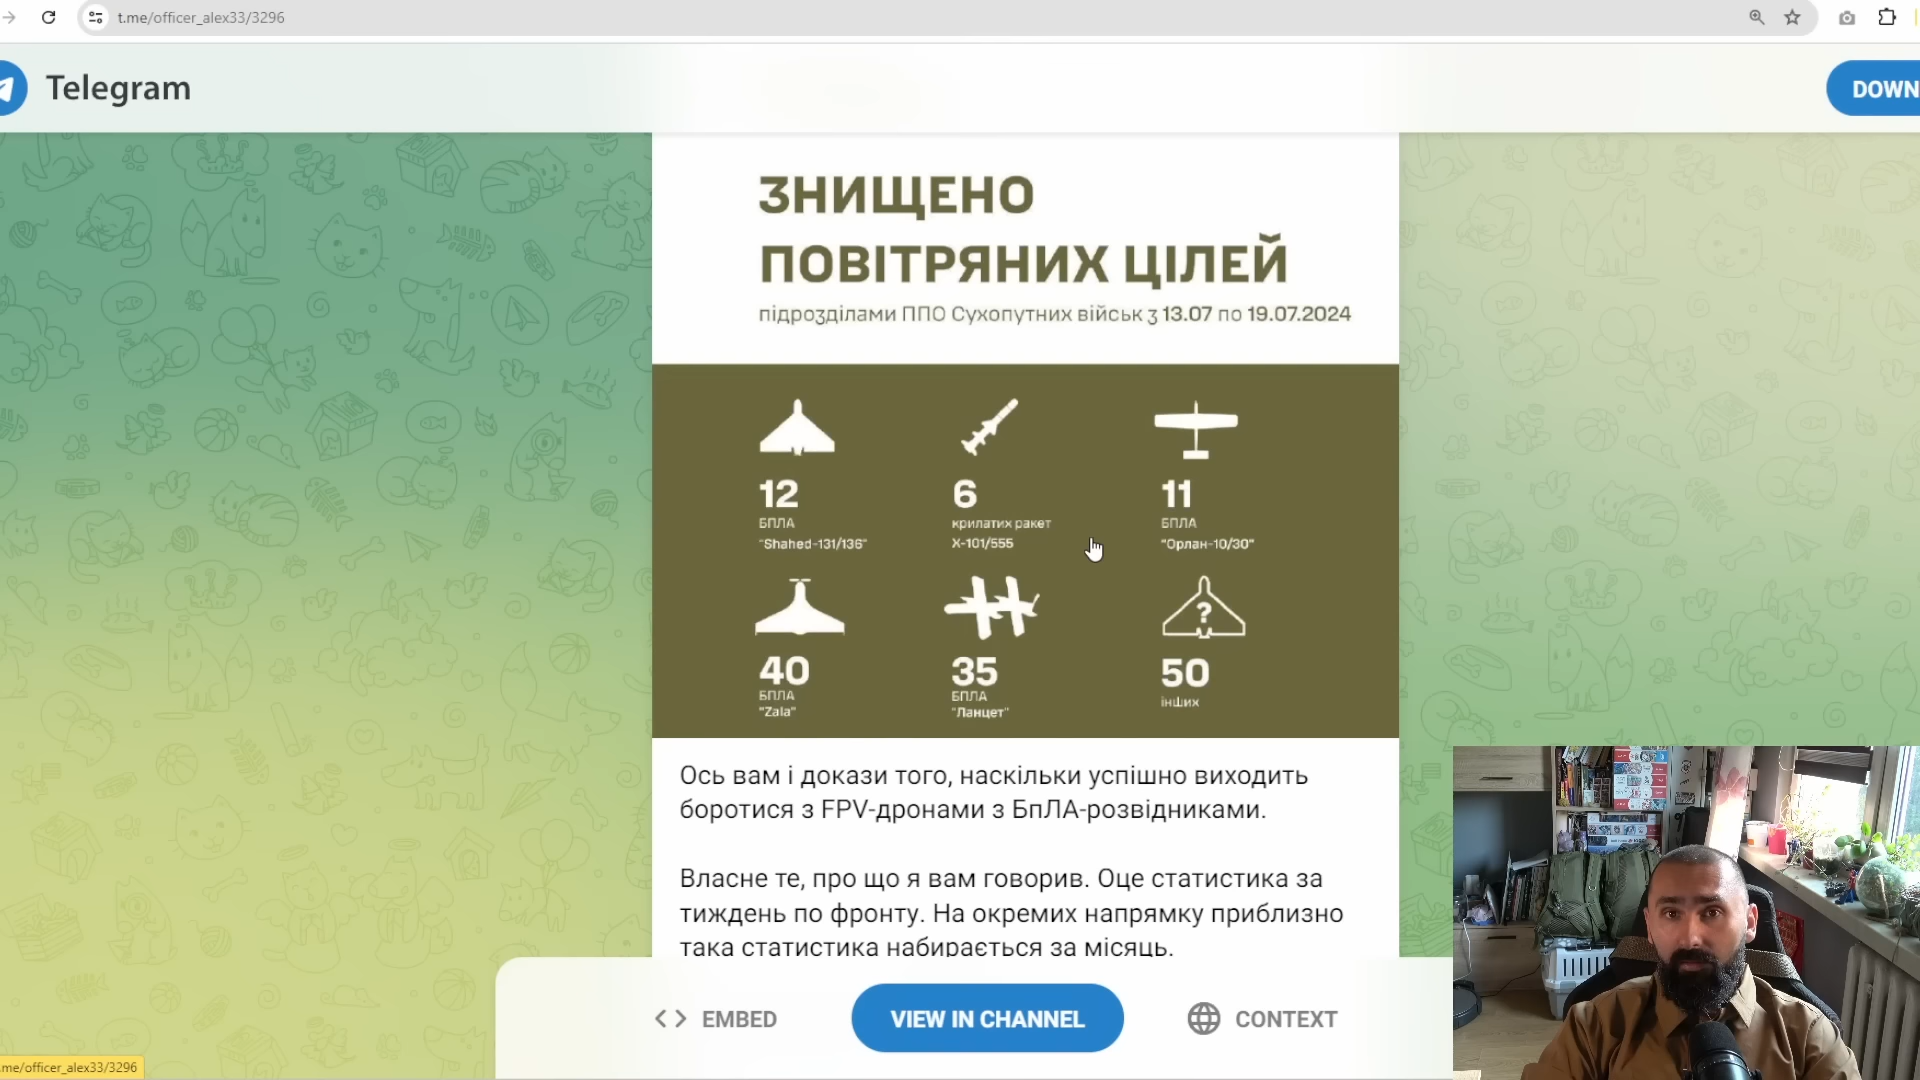 t.me/officer_alex33/3296
Telegram
DOWN
ЗНИЩЕНО
ПОВІТРЯНИХ ЦІЛЕЙ
підрозділами ППО Сухопутних військ з 13.07 по 19.07.2024
12
БПЛА
"Shahed-131/136"
6
крилатих ракет
Х-101/555
11
БПЛА
"Орлан-10/30"
40
БПЛА
"Zala"
35
БПЛА
"Ланцет"
?
50
інших
Ось вам і докази того, наскільки успішно виходить
боротися з FPV-дронами з БпЛА-розвідниками.
Власне те, про що я вам говорив. Оце статистика за
тиждень по фронту. На окремих напрямку приблизно
така статистика набирається за місяць.
EMBED
VIEW IN CHANNEL
CONTEXT
.me/officer_alex33/3296